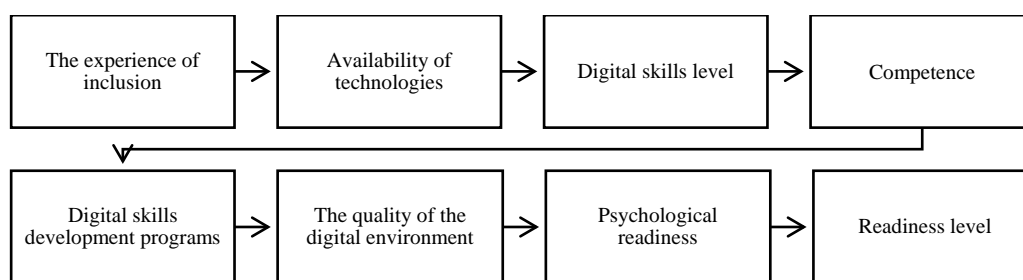 The experience of
inclusion
Availability of
technologies
Digital skills level
Competence
Digital skills
development programs
The quality of the
digital environment
Psychological
readiness
Readiness level